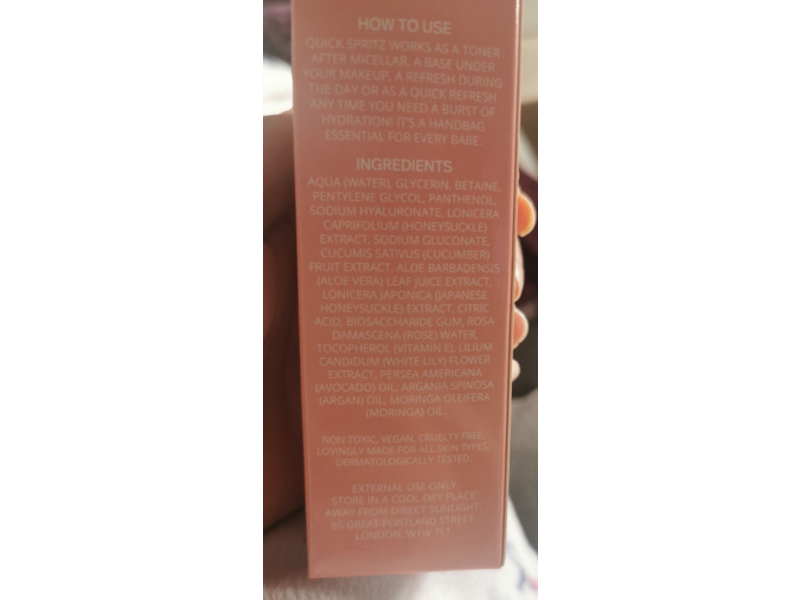 HOW TO USE
QUICK SPRITZ WORKS AS A TONER
AFTER MICELLAR, A BASE UNDER
YOUR MAKEUP, A REFRESH DURING
THE DAY OR AS A QUICK REFRESH
ANY TIME YOU NEED A BURST OF
HYDRATION! IT'S A HANDBAG
ESSENTIAL FOR EVERY BABE.
INGREDIENTS
AQUA (WATER), GLYCERIN, BETAINE,
PENTYLENE GLYCOL, PANTHENOL,
SODIUM HYALURONATE, LONICERA
CAPRIFOLIUM (HONEYSUCKLE)
EXTRACT, SODIUM GLUCONATE,
CUCUMIS SATIVUS (CUCUMBER)
FRUIT EXTRACT, ALOE BARBADENSIS
(ALOE VERA) LEAF JUICE EXTRACT,
LONICERA JAPONICA (JAPANESE
HONEYSUCKLE) EXTRACT, CITRIC
ACID, BIOSACCHARIDE GUM, ROSA
DAMASCENA (ROSE) WATER,
TOCOPHEROL (VITAMIN E), LILIUM
CANDIDUM (WHITE LILY) FLOWER
EXTRACT, PERSEA AMERICANA
(AVOCADO) OIL, ARGANIA SPINOSA
(ARGAN) OIL, MORINGA OLEIFERA
(MORINGA) OIL.
NON TOXIC, VEGAN, CRUELTY FREE,
LOVINGLY MADE FOR ALL SKIN TYPES,
DERMATOLOGICALLY TESTED.
EXTERNAL USE ONLY
STORE IN A COOL DRY PLACE
AWAY FROM DIRECT SUNLIGHT
85 GREAT PORTLAND STREET,
LONDON, W1W 7LT